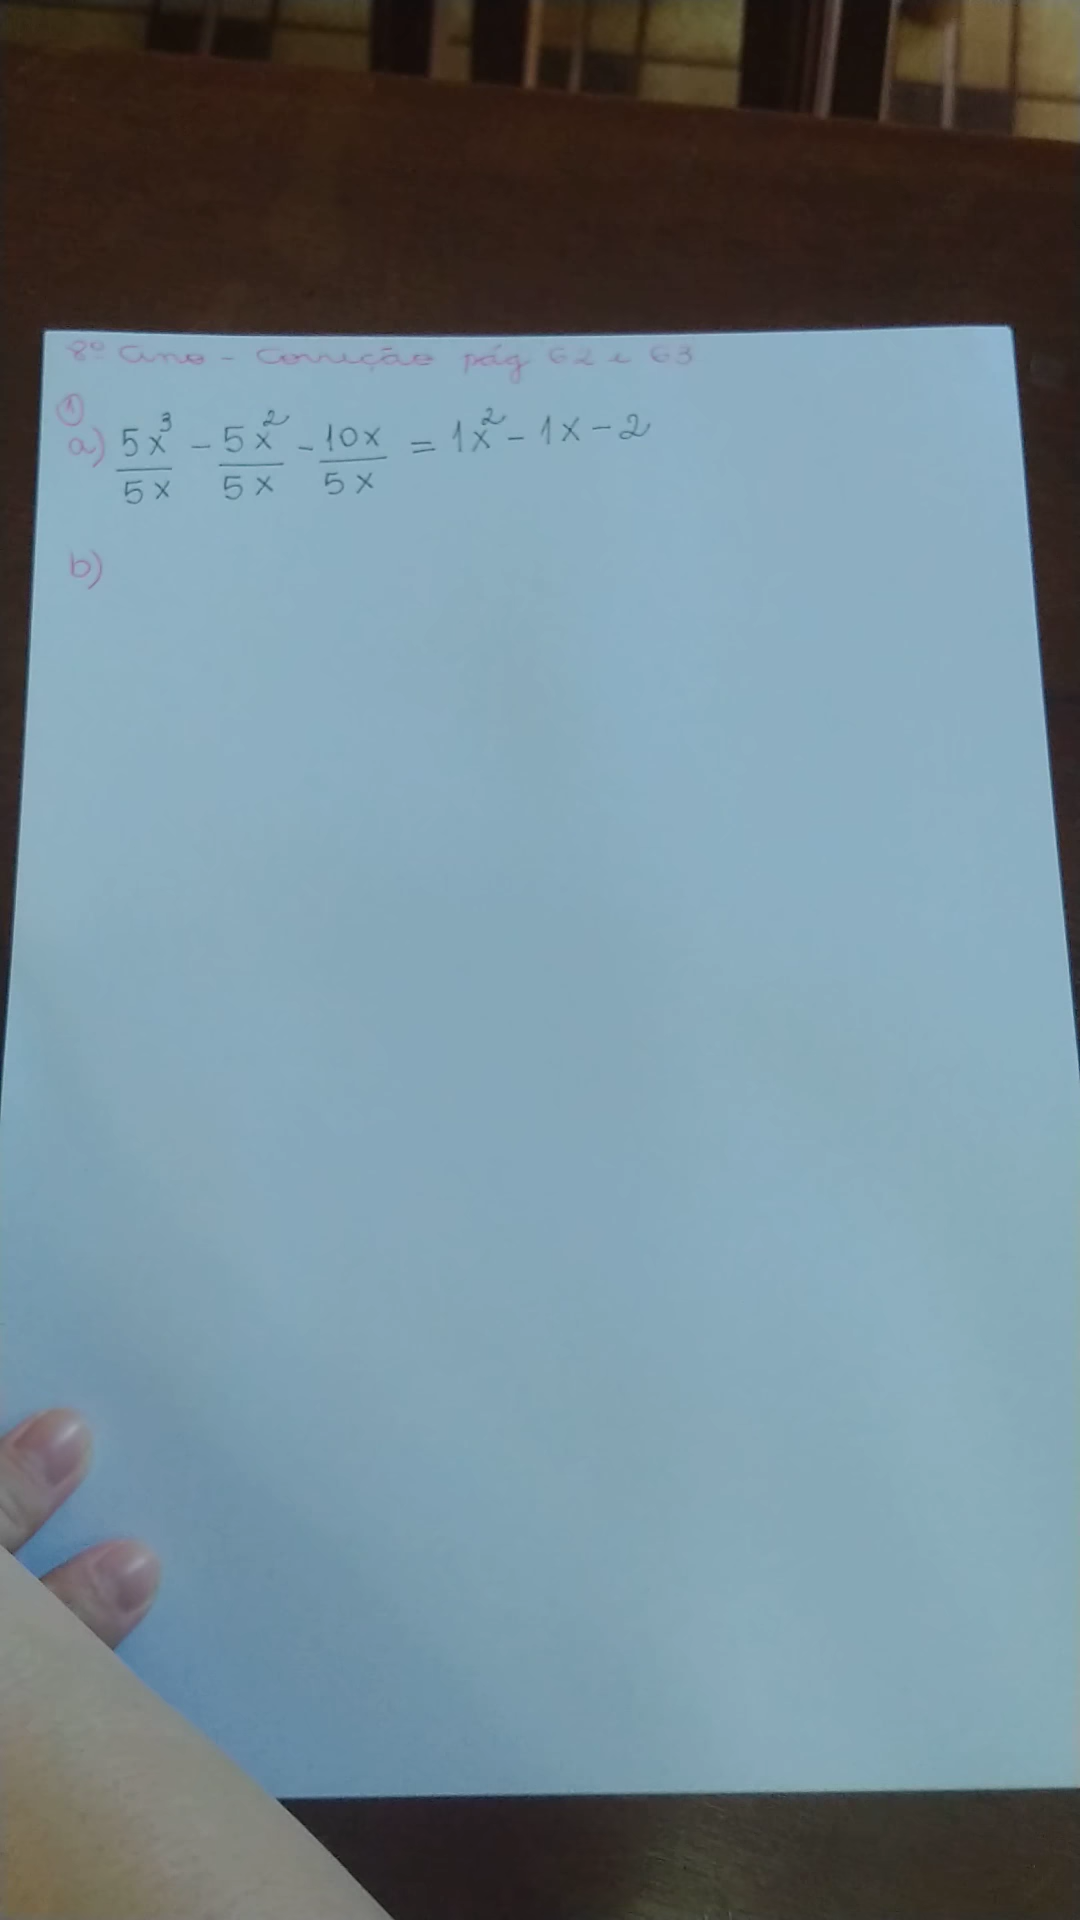 8º ano - Correção pág 62 e 63
①
a) 5x³/5x - 5x²/5x - 10x/5x = 1x² - 1x - 2
b)